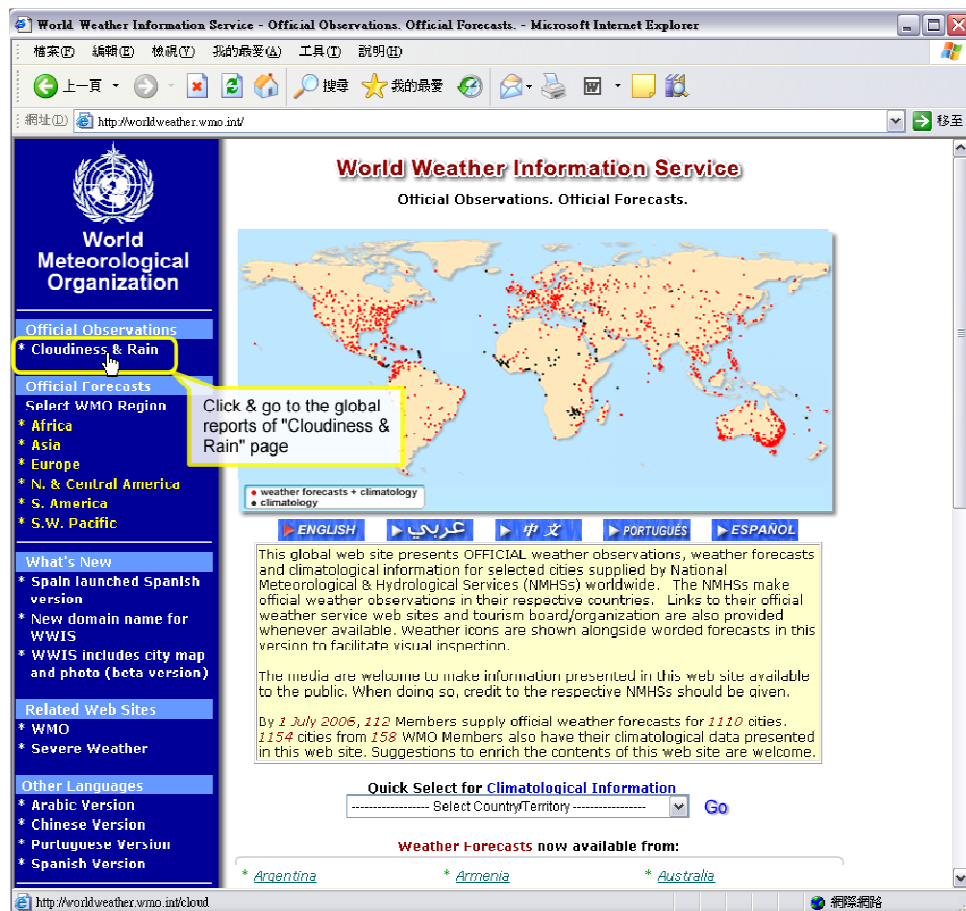 World Weather Information Service - Official Observations. Official Forecasts. - Microsoft Internet Explorer
檔案(F) 編輯(E) 檢視(V) 我的最愛(A) 工具(T) 說明(H)
上一頁 搜尋 我的最愛
網址(D) http://worldweather.wmo.int/ 移至
World
Meteorological
Organization
Official Observations
* Cloudiness & Rain
Official Forecasts
Select WMO Region
* Africa
* Asia
* Europe
* N. & Central America
* S. America
* S.W. Pacific
What's New
* Spain launched Spanish
version
* New domain name for
WWIS
* WWIS includes city map
and photo (beta version)
Related Web Sites
* WMO
* Severe Weather
Other Languages
* Arabic Version
* Chinese Version
* Portuguese Version
* Spanish Version
Click & go to the global
reports of "Cloudiness &
Rain" page
World Weather Information Service
Official Observations. Official Forecasts.
weather forecasts + climatology
climatology
ENGLISH عربي 中文 PORTUGUÊS ESPAÑOL
This global web site presents OFFICIAL weather observations, weather forecasts
and climatological information for selected cities supplied by National
Meteorological & Hydrological Services (NMHSs) worldwide. The NMHSs make
official weather observations in their respective countries. Links to their official
weather service web sites and tourism board/organization are also provided
whenever available. Weather icons are shown alongside worded forecasts in this
version to facilitate visual inspection.
The media are welcome to make information presented in this web site available
to the public. When doing so, credit to the respective NMHSs should be given.
By 1 July 2006, 112 Members supply official weather forecasts for 1110 cities.
1154 cities from 158 WMO Members also have their climatological data presented
in this web site. Suggestions to enrich the contents of this web site are welcome.
Quick Select for Climatological Information
------------------ Select Country/Territory ----------------- Go
Weather Forecasts now available from:
* Argentina * Armenia * Australia
http://worldweather.wmo.int/cloud 網際網路